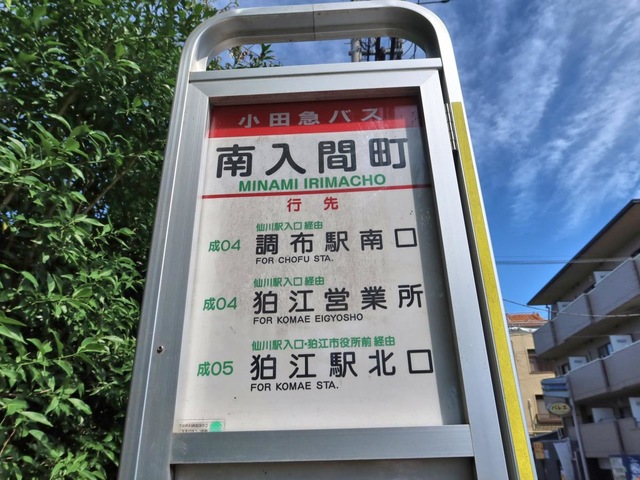 小田急バス
南入間町
MINAMI IRIMACHO
行先
仙川駅入口 経由
成04 調布駅南口
FOR CHOFU STA.
仙川駅入口 経由
成04 狛江営業所
FOR KOMAE EIGYOSHO
仙川駅入口・狛江市役所前 経由
成05 狛江駅北口
FOR KOMAE STA.